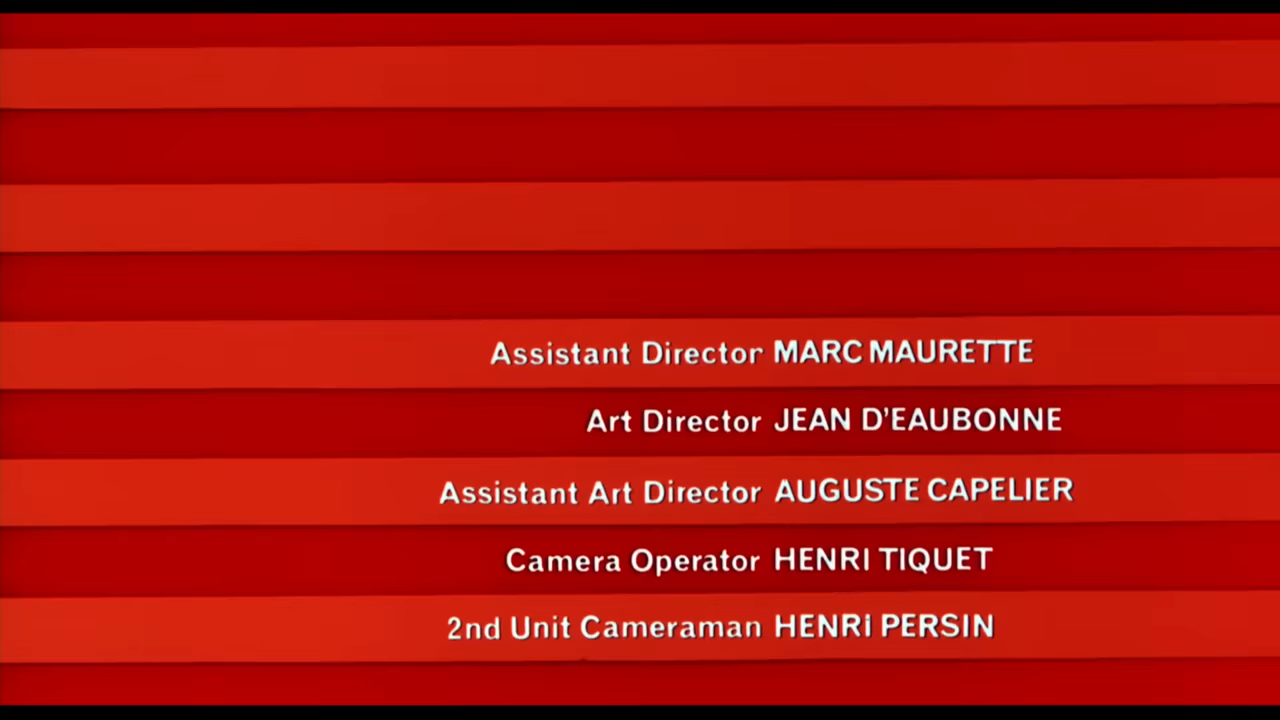 Assistant Director MARC MAURETTE
Art Director JEAN D'EAUBONNE
Assistant Art Director AUGUSTE CAPELIER
Camera Operator HENRI TIQUET
2nd Unit Cameraman HENRI PERSIN